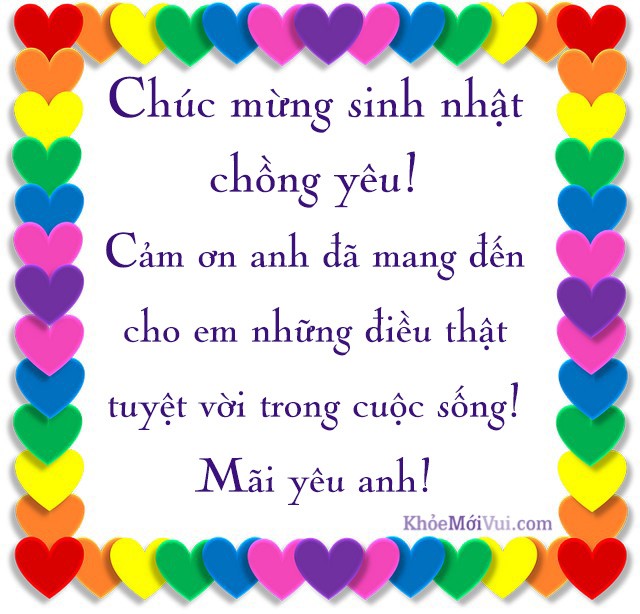 Chúc mừng sinh nhật
chồng yêu!
Cảm ơn anh đã mang đến
cho em những điều thật
tuyệt vời trong cuộc sống!
Mãi yêu anh!
KhỏeMớiVui.com